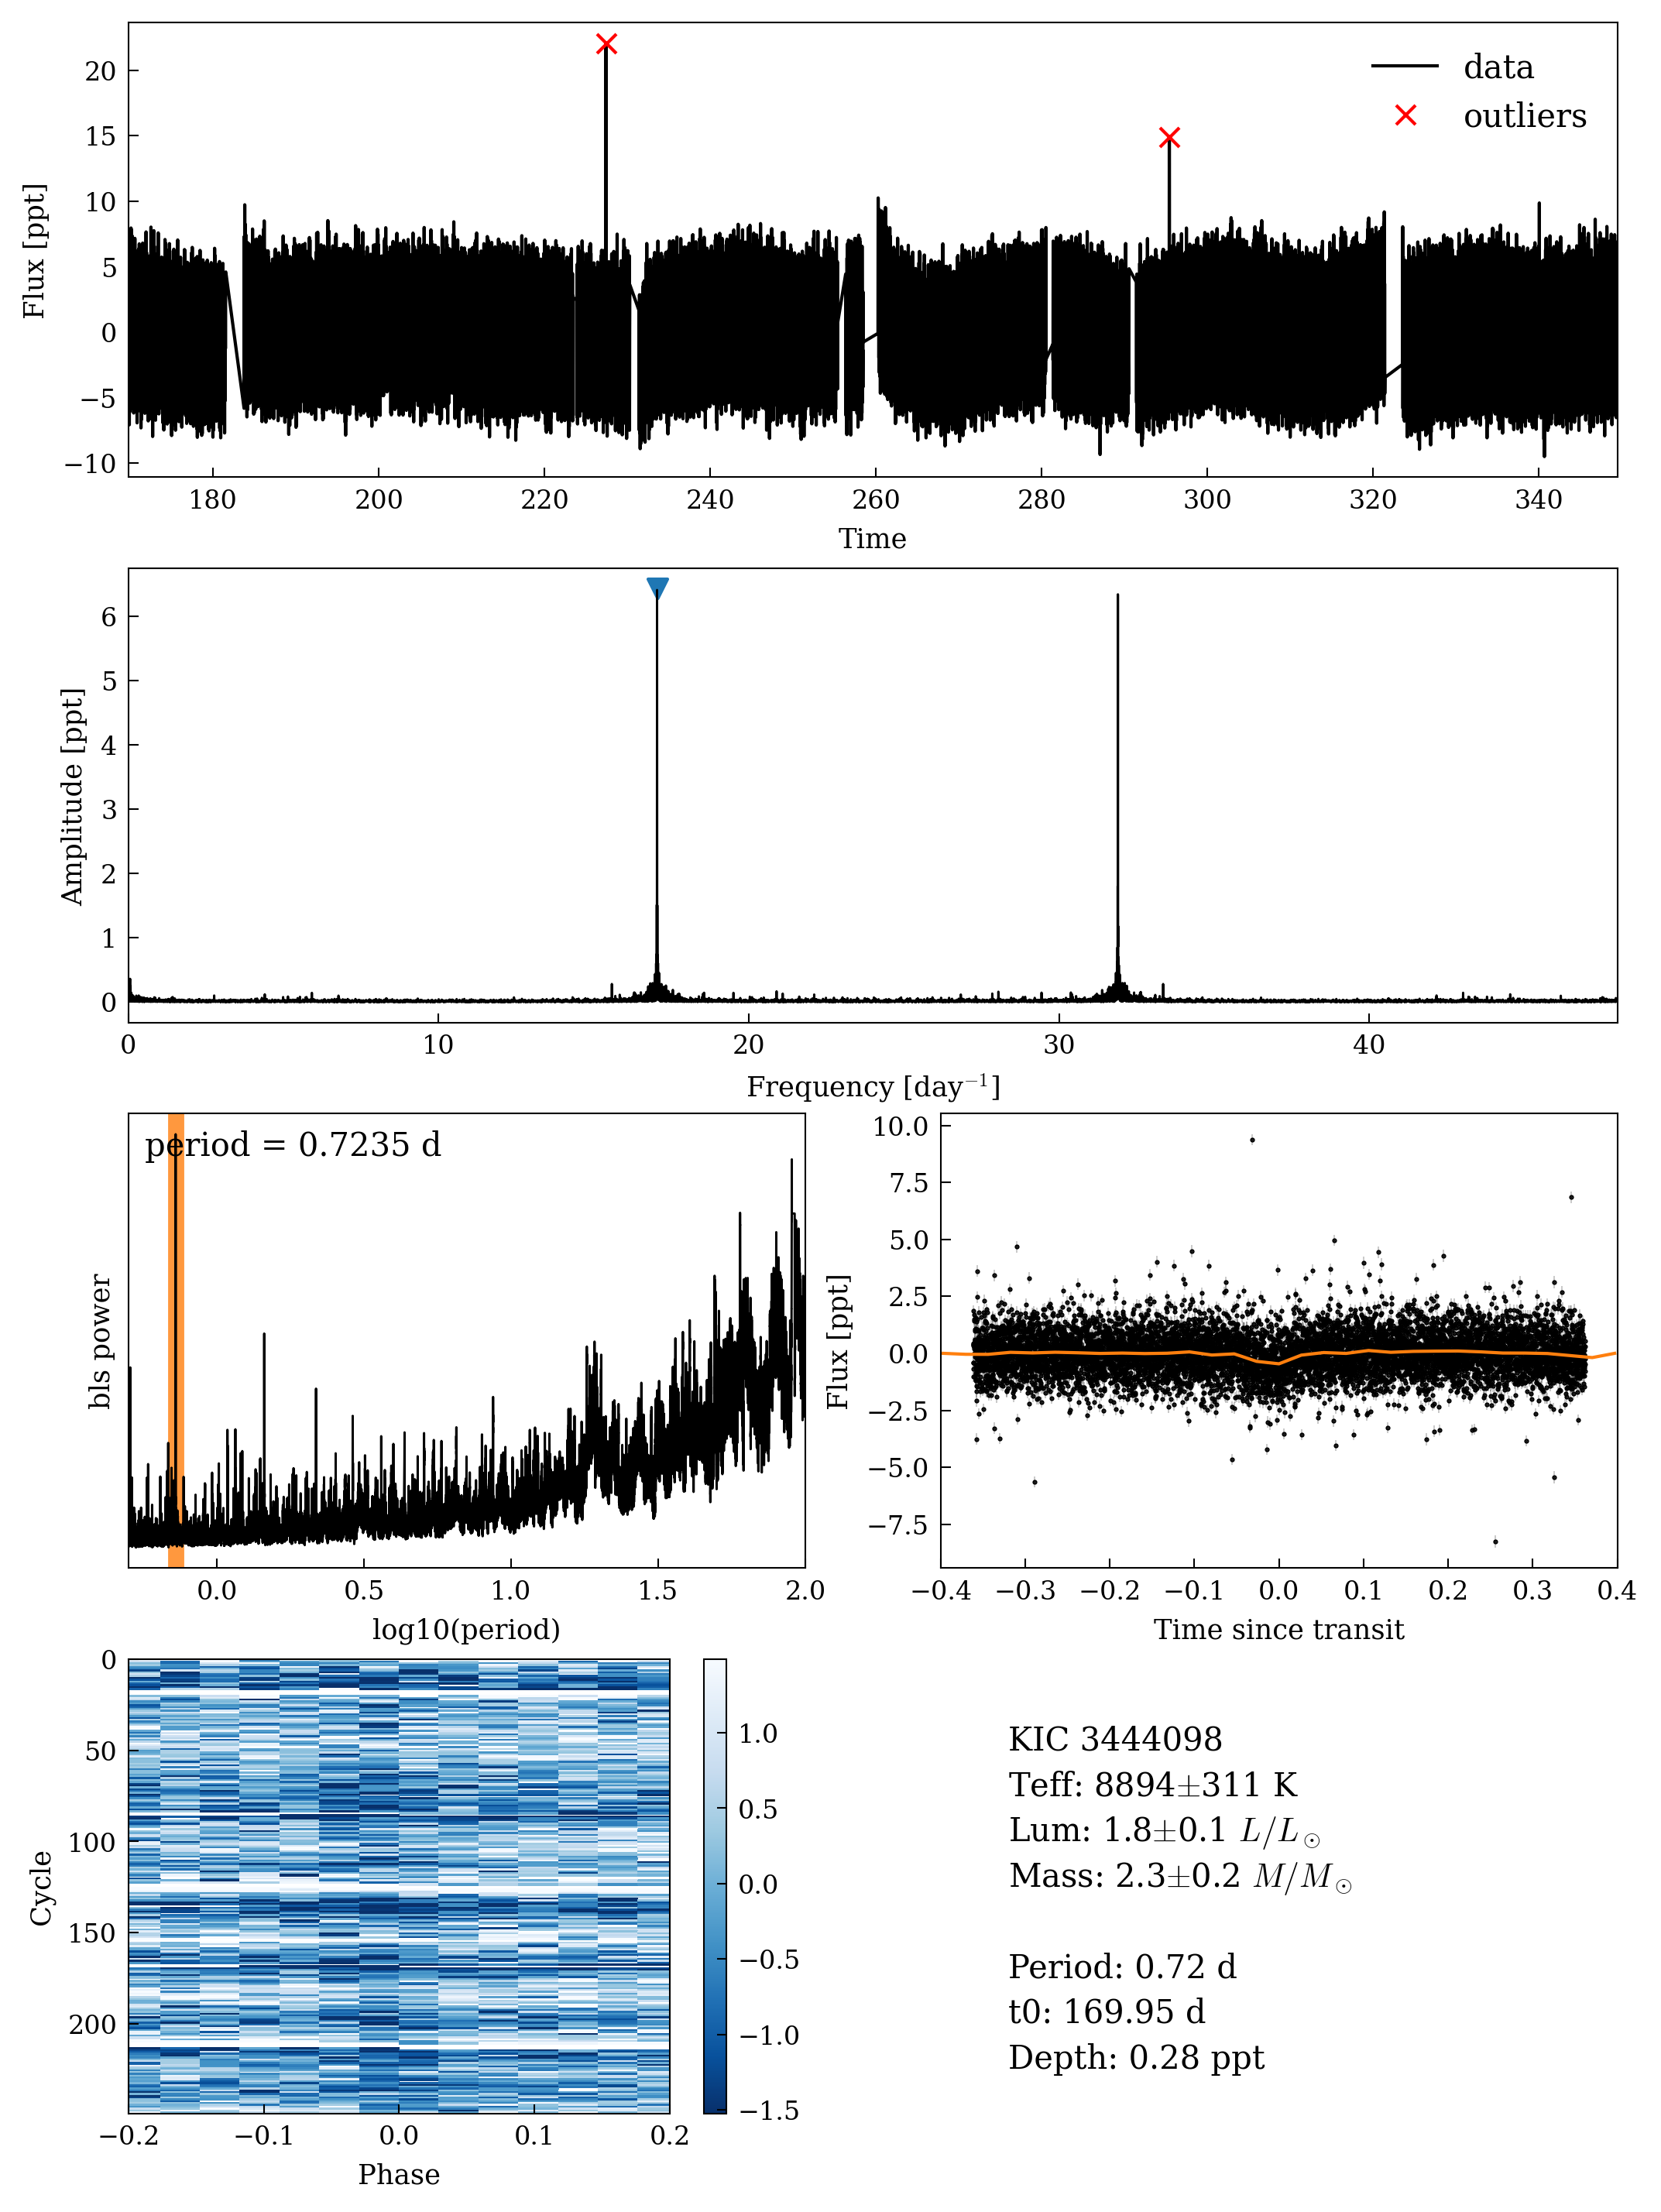 data
outliers
20
15
10
5
0
−5
−10
Flux [ppt]
180 200 220 240 260 280 300 320 340
Time
6
5
4
3
2
1
0
Amplitude [ppt]
0 10 20 30 40
Frequency [day⁻¹]
period = 0.7235 d
bls power
0.0 0.5 1.0 1.5 2.0
log10(period)
10.0
7.5
5.0
2.5
0.0
−2.5
−5.0
−7.5
Flux [ppt]
−0.4 −0.3 −0.2 −0.1 0.0 0.1 0.2 0.3 0.4
Time since transit
0
50
100
150
200
Cycle
−0.2 −0.1 0.0 0.1 0.2
Phase
1.0
0.5
0.0
−0.5
−1.0
−1.5
KIC 3444098
Teff: 8894±311 K
Lum: 1.8±0.1 L/L⊙
Mass: 2.3±0.2 M/M⊙
Period: 0.72 d
t0: 169.95 d
Depth: 0.28 ppt